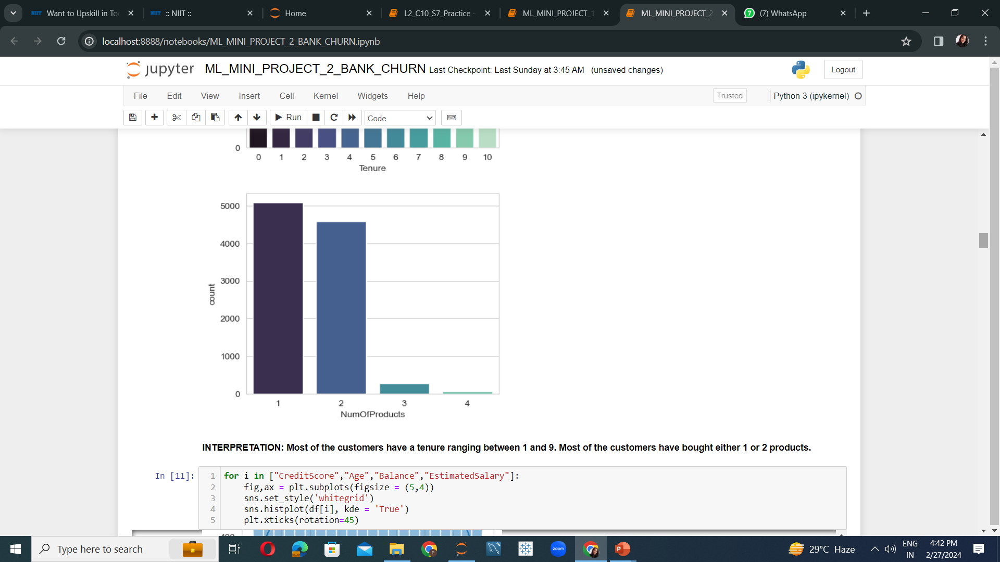 Want to Upskill in Too
:: NIIT ::
Home
L2_C10_S7_Practice -
ML_MINI_PROJECT_1
ML_MINI_PROJECT_2
(7) WhatsApp
localhost:8888/notebooks/ML_MINI_PROJECT_2_BANK_CHURN.ipynb
jupyter ML_MINI_PROJECT_2_BANK_CHURN Last Checkpoint: Last Sunday at 3:45 AM (unsaved changes)
Logout
File Edit View Insert Cell Kernel Widgets Help
Trusted
Python 3 (ipykernel)
Run
Code
0
0 1 2 3 4 5 6 7 8 9 10
Tenure
5000
4000
3000
2000
1000
0
count
1 2 3 4
NumOfProducts
INTERPRETATION: Most of the customers have a tenure ranging between 1 and 9. Most of the customers have bought either 1 or 2 products.
In [11]:
1 for i in ["CreditScore","Age","Balance","EstimatedSalary"]:
2 fig,ax = plt.subplots(figsize = (5,4))
3 sns.set_style('whitegrid')
4 sns.histplot(df[i], kde = 'True')
5 plt.xticks(rotation=45)
Type here to search
zoom
29°C Haze
ENG
IN
4:42 PM
2/27/2024